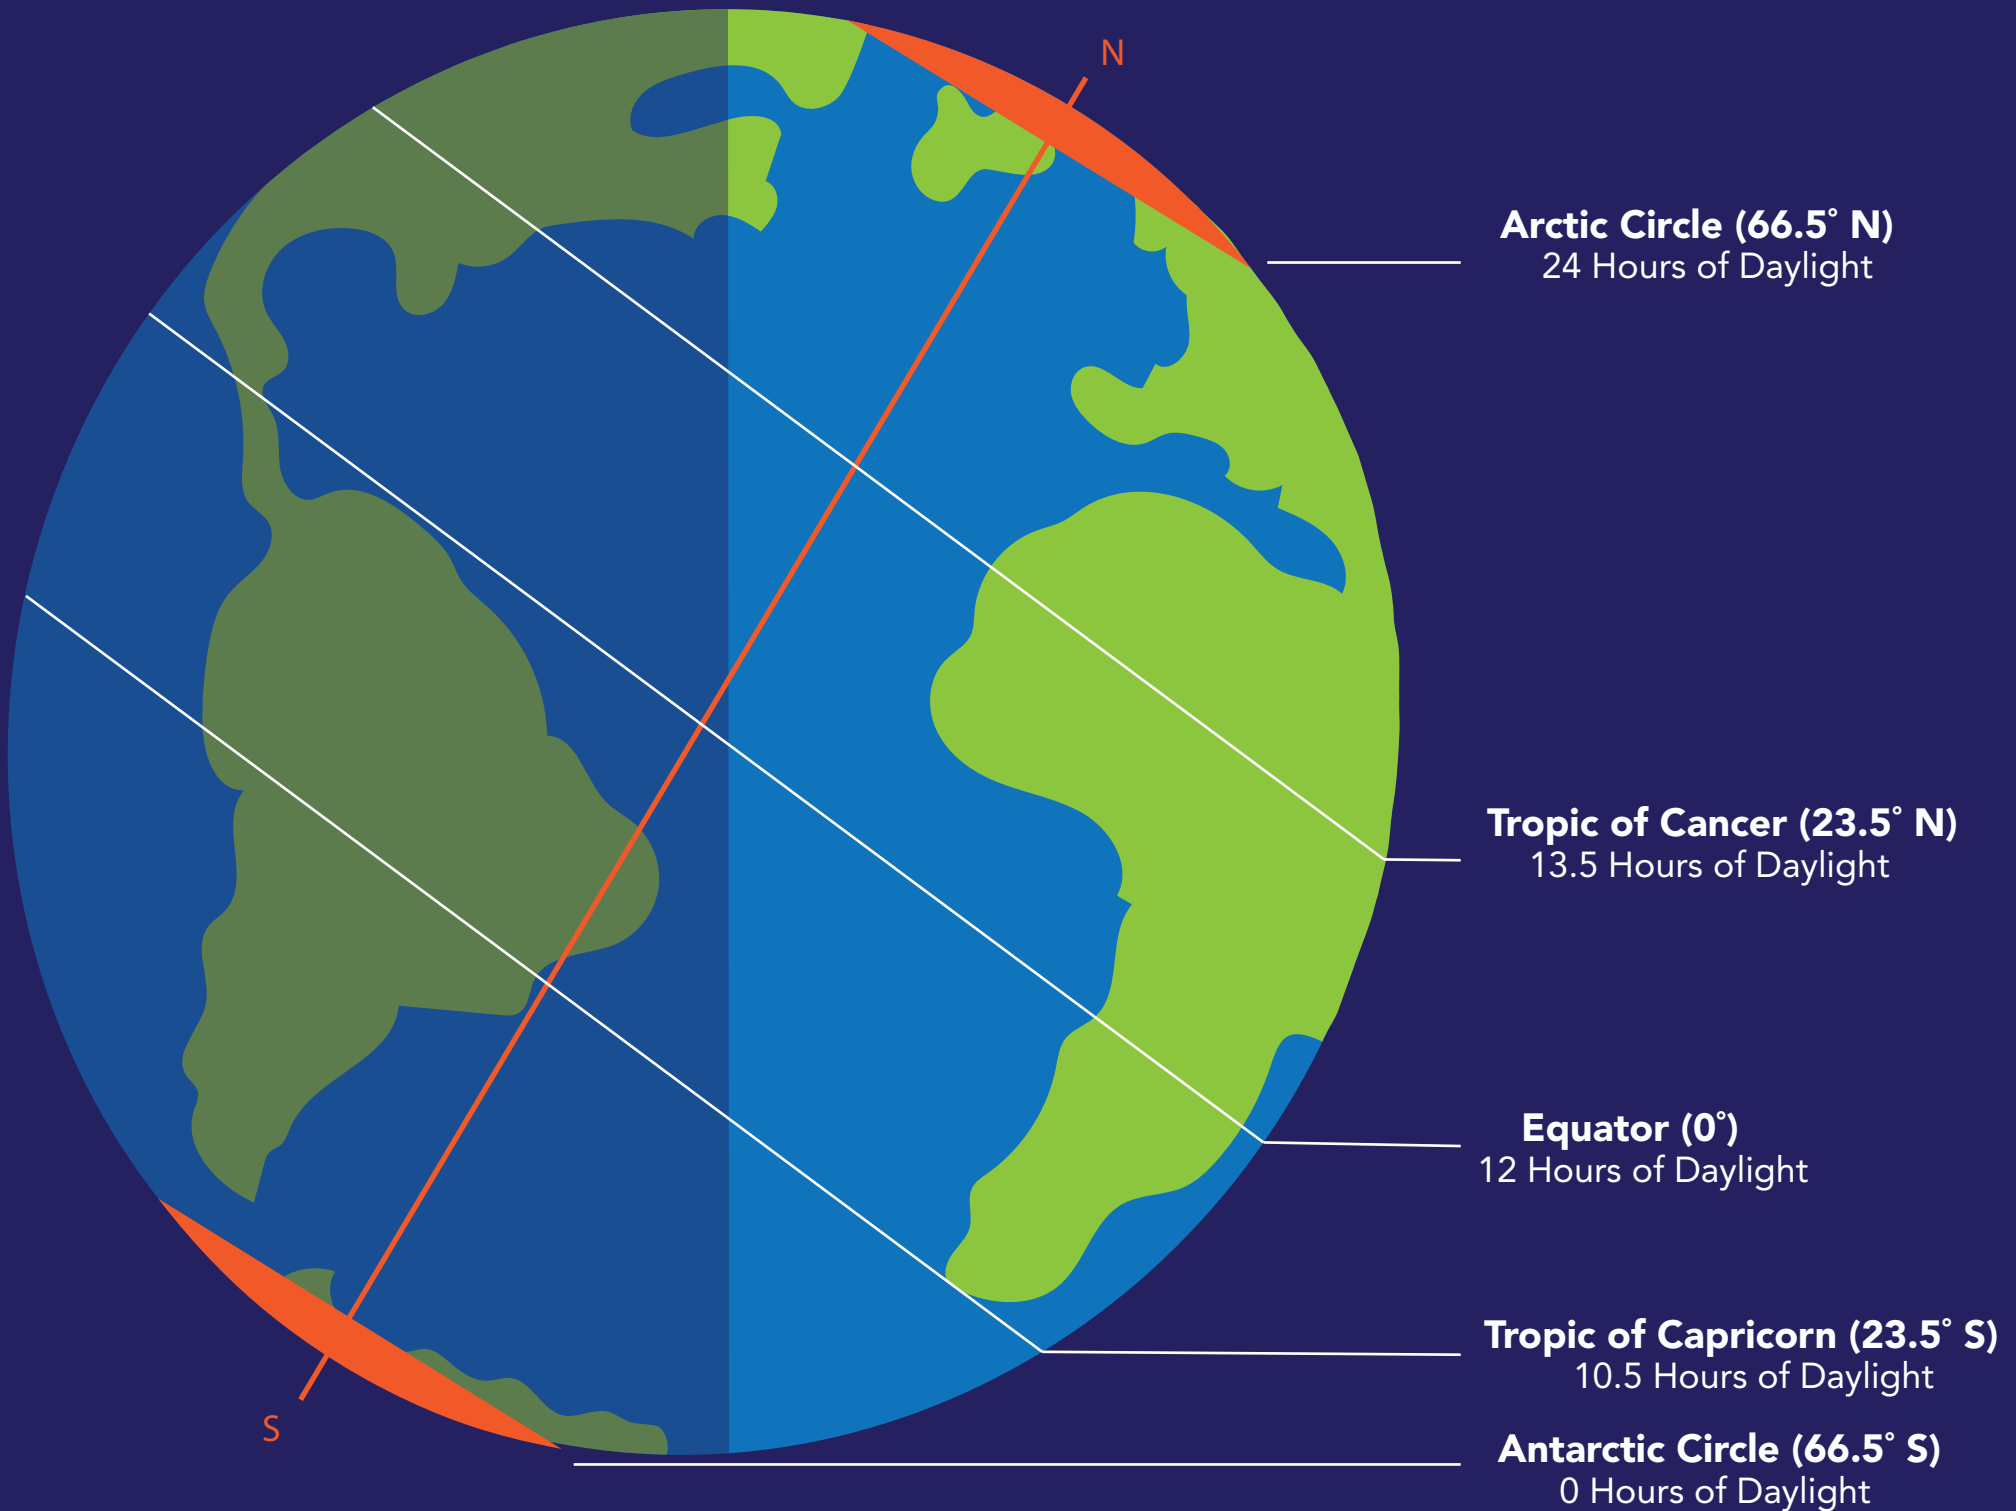 N
Arctic Circle (66.5° N)
24 Hours of Daylight
Tropic of Cancer (23.5° N)
13.5 Hours of Daylight
Equator (0°)
12 Hours of Daylight
Tropic of Capricorn (23.5° S)
10.5 Hours of Daylight
S
Antarctic Circle (66.5° S)
0 Hours of Daylight